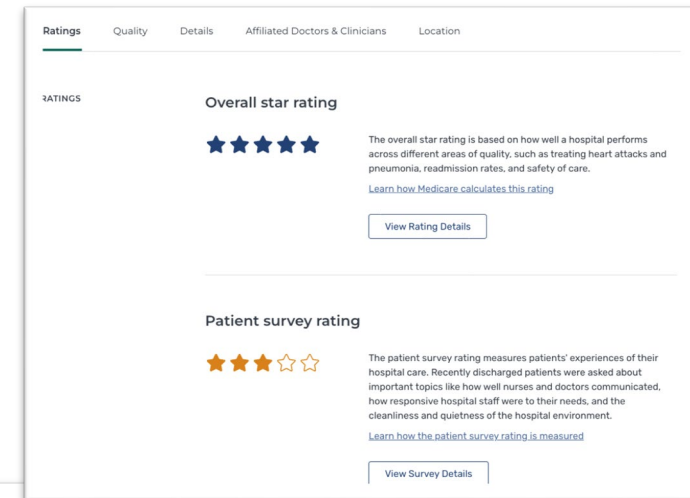 Ratings Quality Details Affiliated Doctors & Clinicians Location
RATINGS
Overall star rating
The overall star rating is based on how well a hospital performs
across different areas of quality, such as treating heart attacks and
pneumonia, readmission rates, and safety of care.
Learn how Medicare calculates this rating
View Rating Details
Patient survey rating
The patient survey rating measures patients' experiences of their
hospital care. Recently discharged patients were asked about
important topics like how well nurses and doctors communicated,
how responsive hospital staff were to their needs, and the
cleanliness and quietness of the hospital environment.
Learn how the patient survey rating is measured
View Survey Details